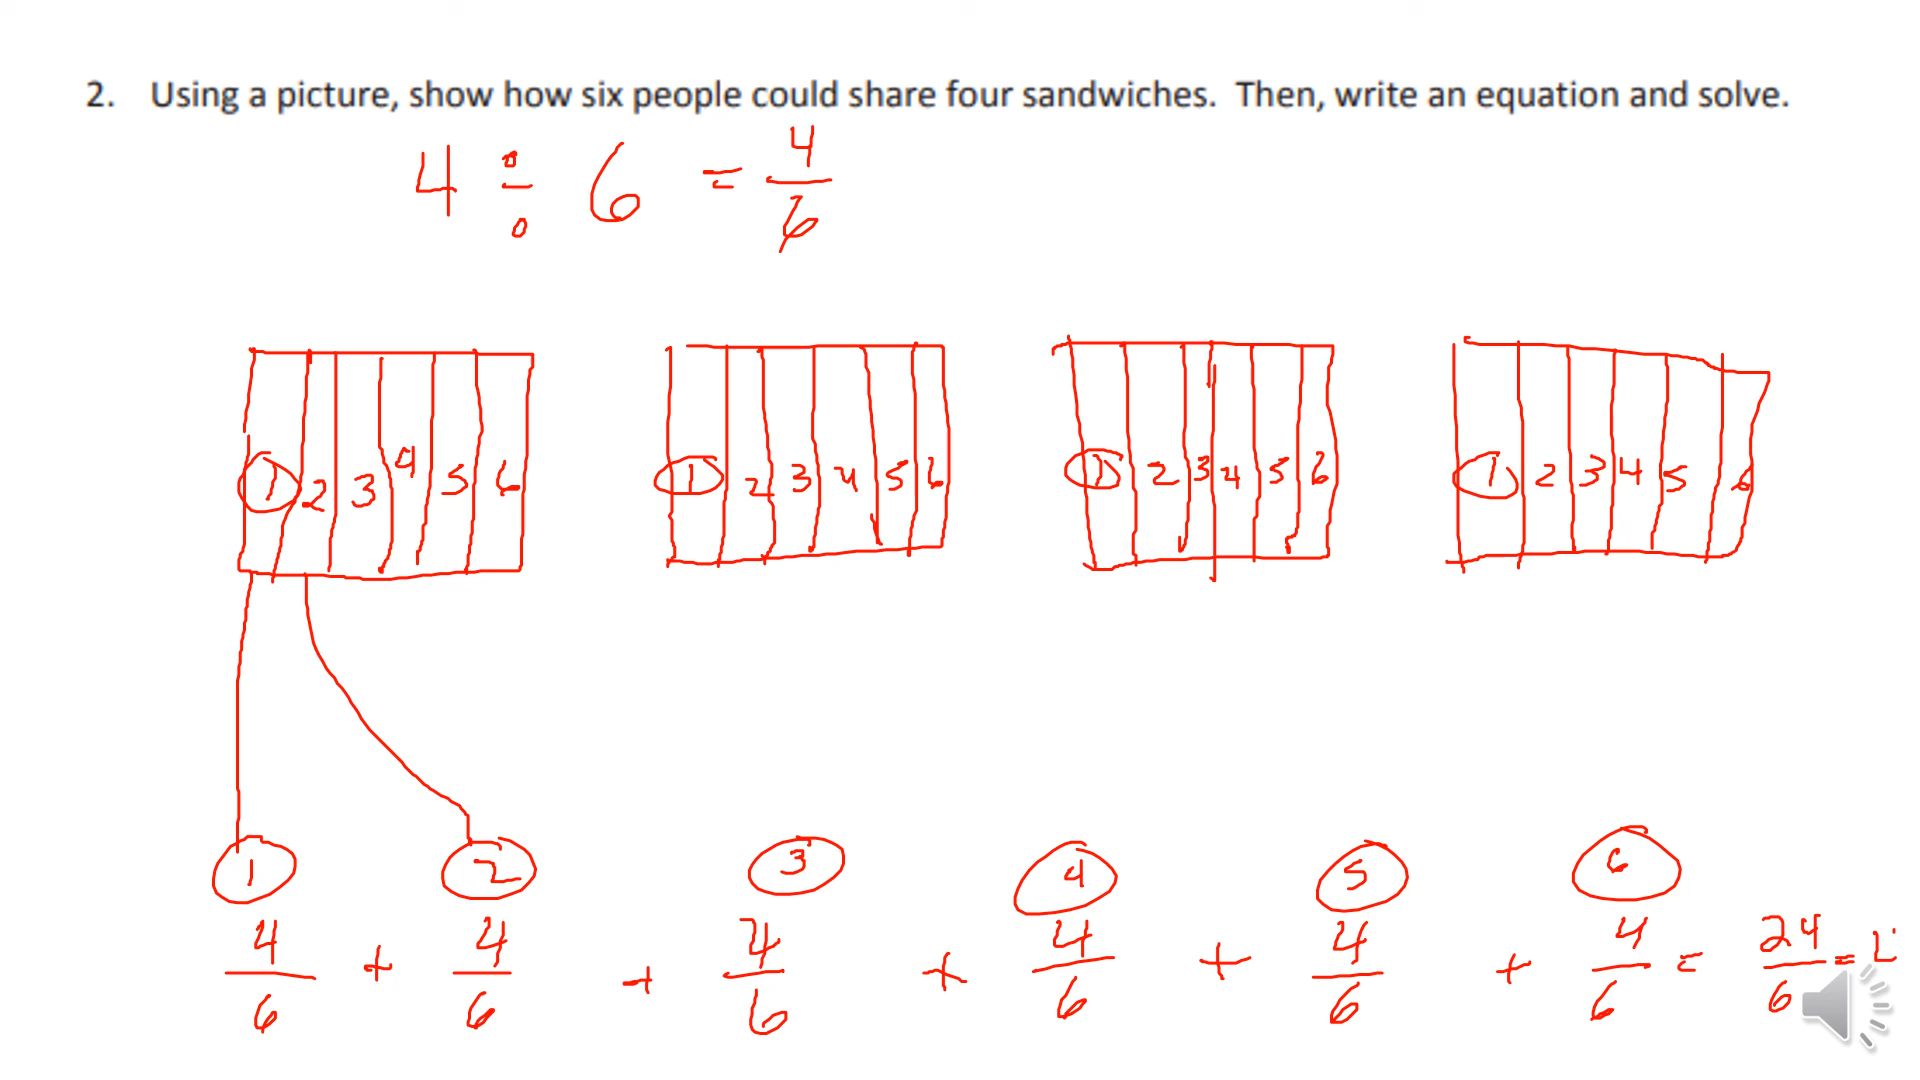 2. Using a picture, show how six people could share four sandwiches. Then, write an equation and solve.
4 ÷ 6 = 4/6
1 2 3 4 5 6
1 2 3 4 5 6
1 2 3 4 5 6
1 2 3 4 5 6
1 2 3 4 5 6
4/6 + 4/6 + 4/6 + 4/6 + 4/6 + 4/6 = 24/6 =